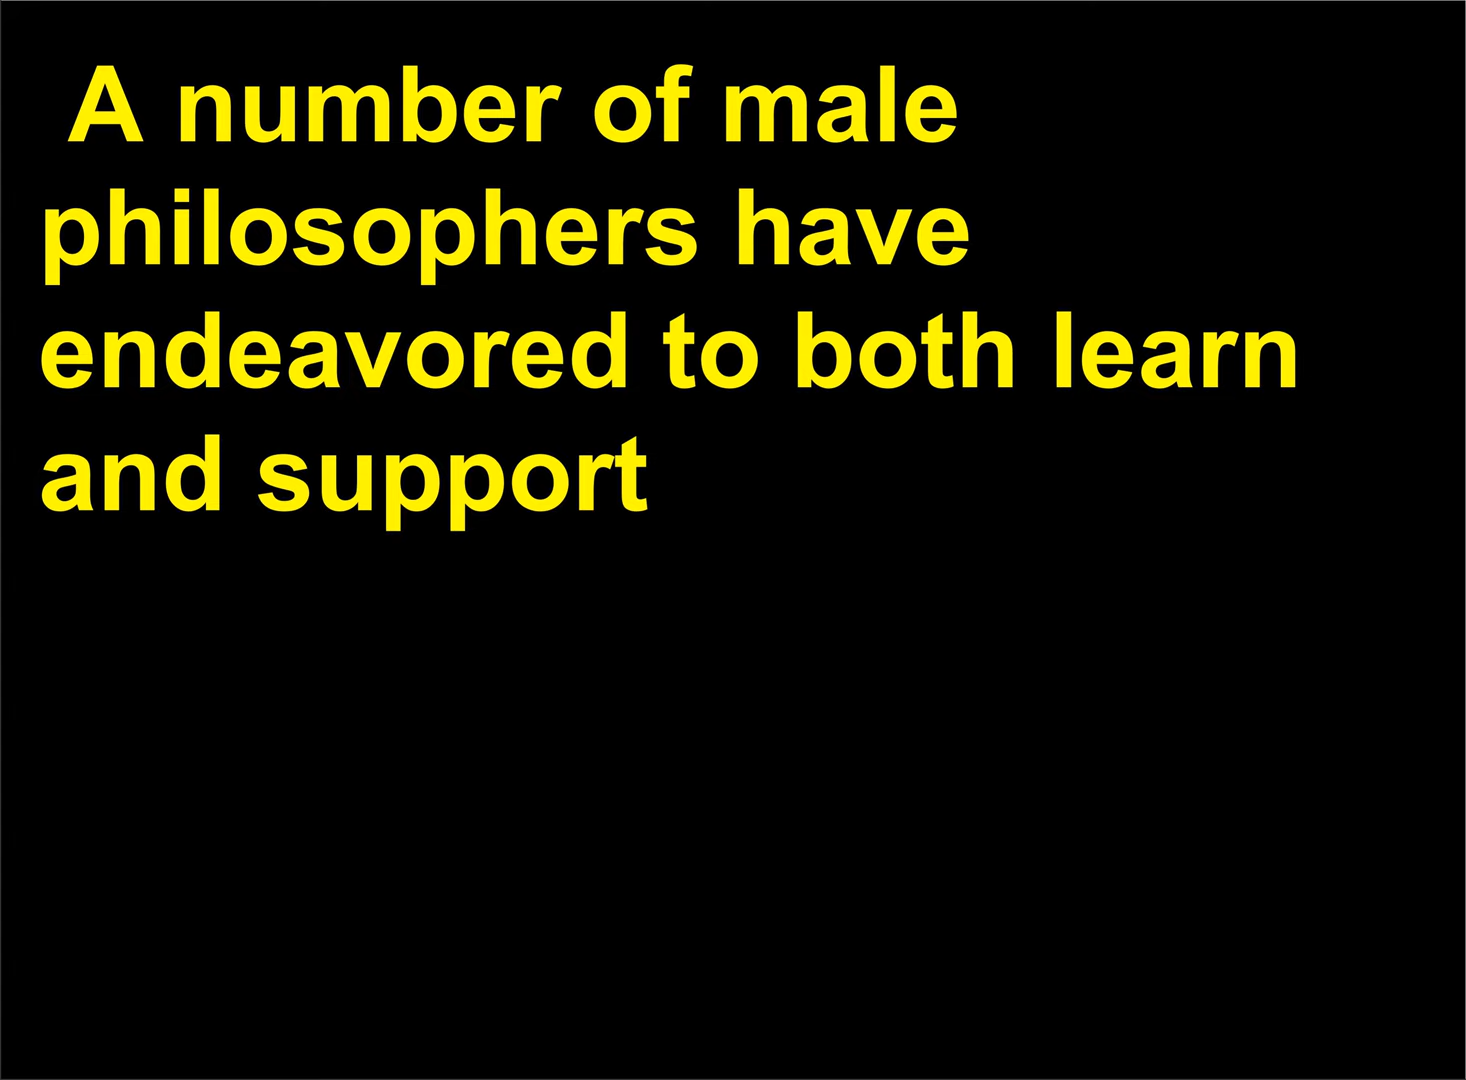 A number of male
philosophers have
endeavored to both learn
and support